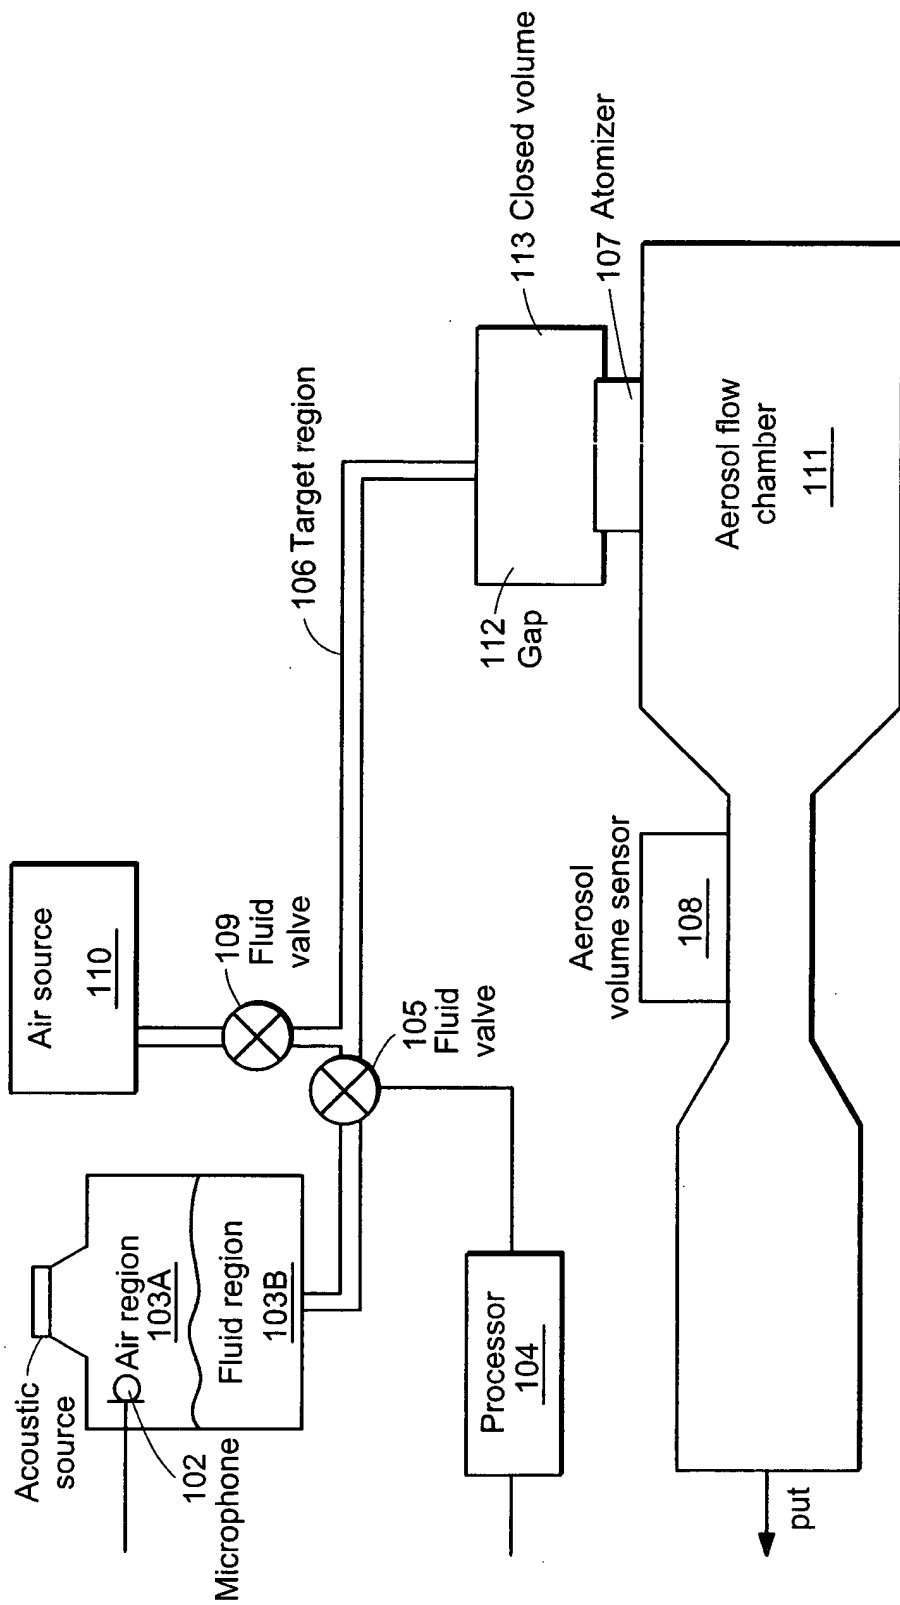 Acoustic
source
Air region
103A
Fluid region
103B
102
Microphone
Air source
110
109
Fluid
valve
105
Fluid
valve
Processor
104
106 Target region
112
Gap
113 Closed volume
107 Atomizer
Aerosol
volume sensor
108
Aerosol flow
chamber
111
put